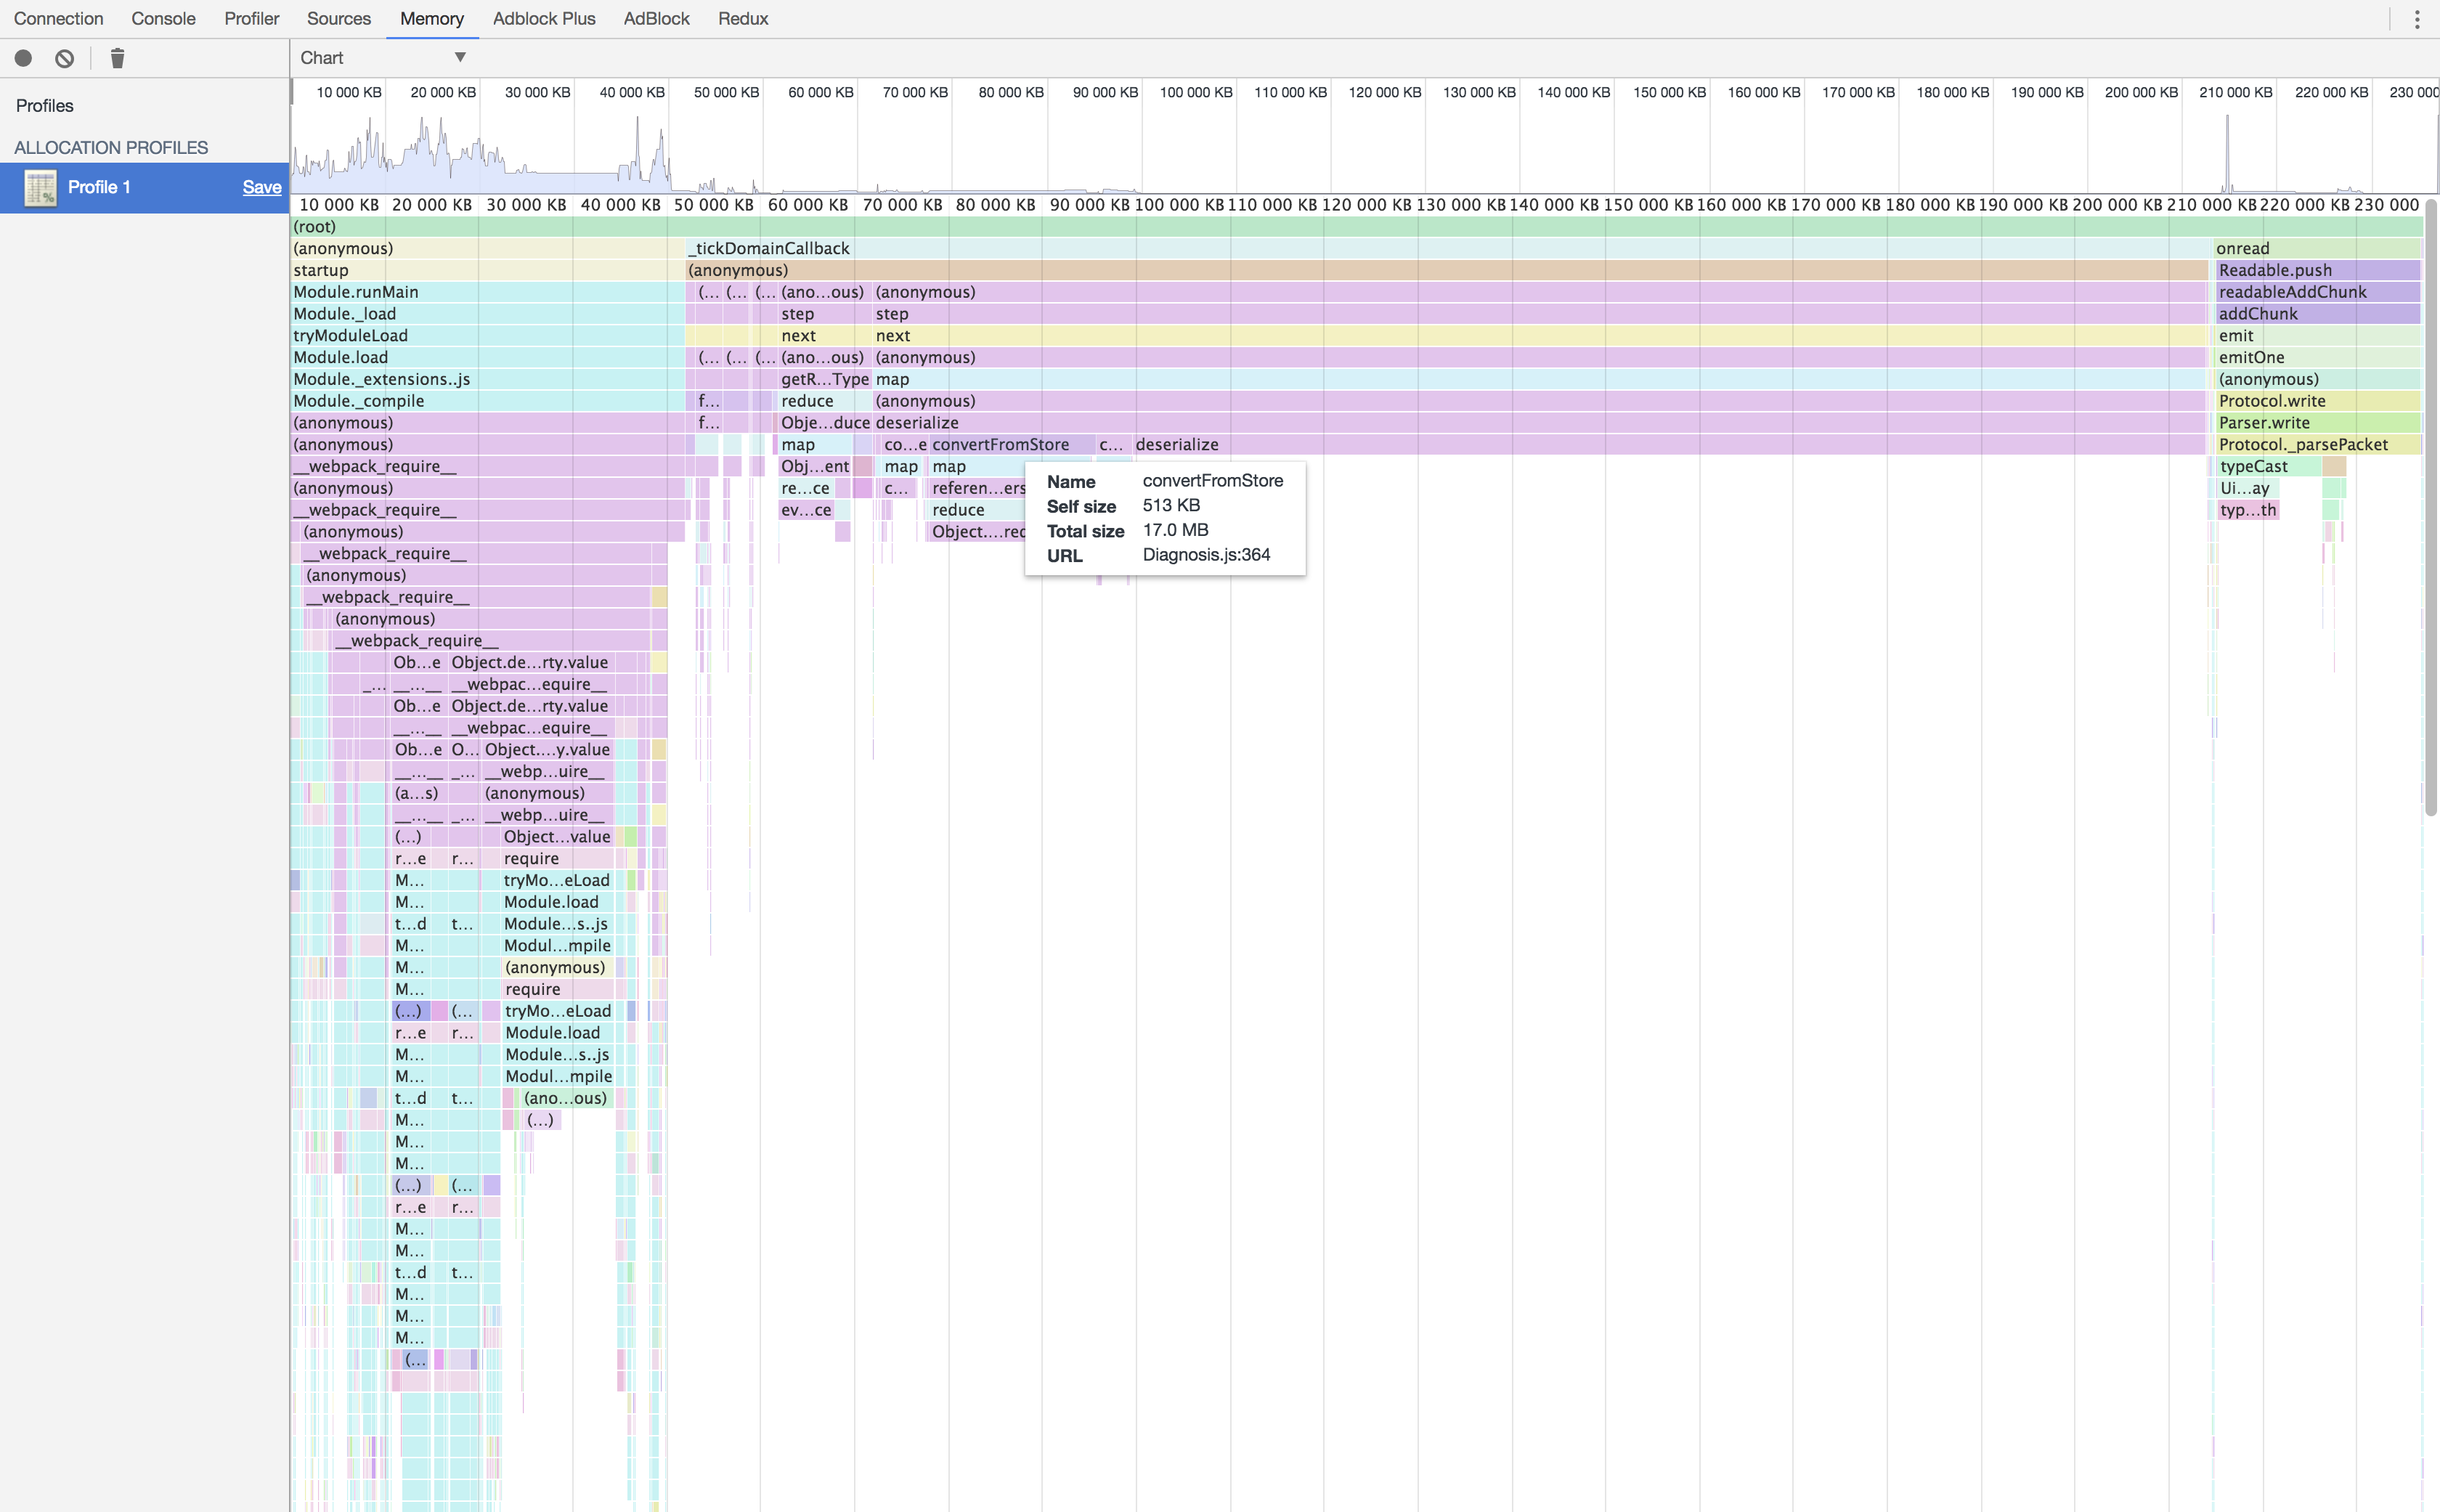 Connection Console Profiler Sources Memory Adblock Plus AdBlock Redux
Chart
Profiles
ALLOCATION PROFILES
Profile 1 Save
10 000 KB 20 000 KB 30 000 KB 40 000 KB 50 000 KB 60 000 KB 70 000 KB 80 000 KB 90 000 KB 100 000 KB 110 000 KB 120 000 KB 130 000 KB 140 000 KB 150 000 KB 160 000 KB 170 000 KB 180 000 KB 190 000 KB 200 000 KB 210 000 KB 220 000 KB 230 000
10 000 KB 20 000 KB 30 000 KB 40 000 KB 50 000 KB 60 000 KB 70 000 KB 80 000 KB 90 000 KB 100 000 KB 110 000 KB 120 000 KB 130 000 KB 140 000 KB 150 000 KB 160 000 KB 170 000 KB 180 000 KB 190 000 KB 200 000 KB 210 000 KB 220 000 KB 230 000
(root)
(anonymous) _tickDomainCallback onread
startup (anonymous) Readable.push
Module.runMain (... (... (... (ano...ous) (anonymous) readableAddChunk
Module._load step step addChunk
tryModuleLoad next next emit
Module.load (... (... (... (ano...ous) (anonymous) emitOne
Module._extensions..js getR...Type map (anonymous)
Module._compile f... reduce (anonymous) Protocol.write
(anonymous) f... Obje...duce deserialize Parser.write
(anonymous) map co...e convertFromStore c... deserialize Protocol._parsePacket
__webpack_require__ Obj...ent map map typeCast
(anonymous) re...ce c... referen...ers Ui...ay
__webpack_require__ ev...ce reduce typ...th
(anonymous) Object....red
Name convertFromStore
Self size 513 KB
Total size 17.0 MB
URL Diagnosis.js:364
__webpack_require__
(anonymous)
__webpack_require__
(anonymous)
__webpack_require__
Ob...e Object.de...rty.value
_... __...__ __webpac...equire__
Ob...e Object.de...rty.value
__...__ __webpac...equire__
Ob...e O... Object....y.value
__...__ _... __webp...uire__
(a...s) (anonymous)
__...__ _... __webp...uire__
(...) Object...value
r...e r... require
M... tryMo...eLoad
M... Module.load
t...d t... Module...s..js
M... Modul...mpile
M... (anonymous)
M... require
(...) (... tryMo...eLoad
r...e r... Module.load
M... Module...s..js
M... Modul...mpile
t...d t... (ano...ous)
M... (...)
M...
M...
(...) (...
r...e r...
M...
M...
t...d t...
M...
M...
M...
(...